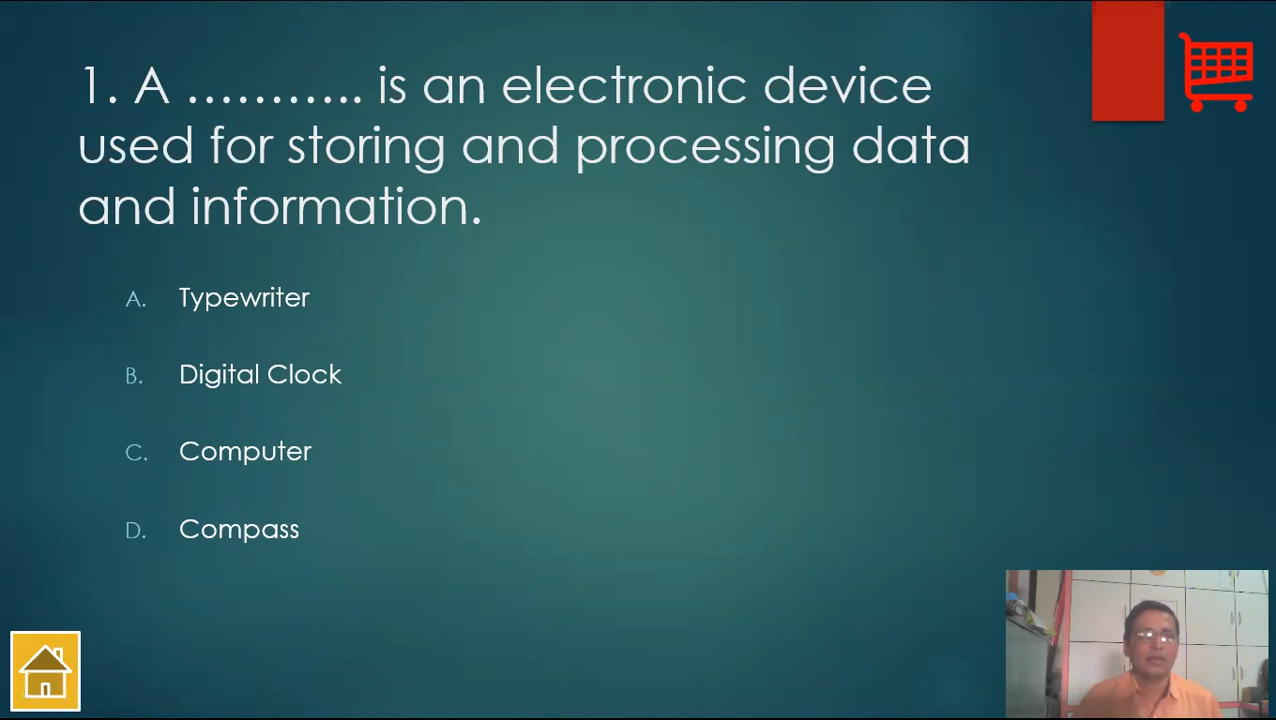 1. A ……….. is an electronic device
used for storing and processing data
and information.
A. Typewriter
B. Digital Clock
C. Computer
D. Compass